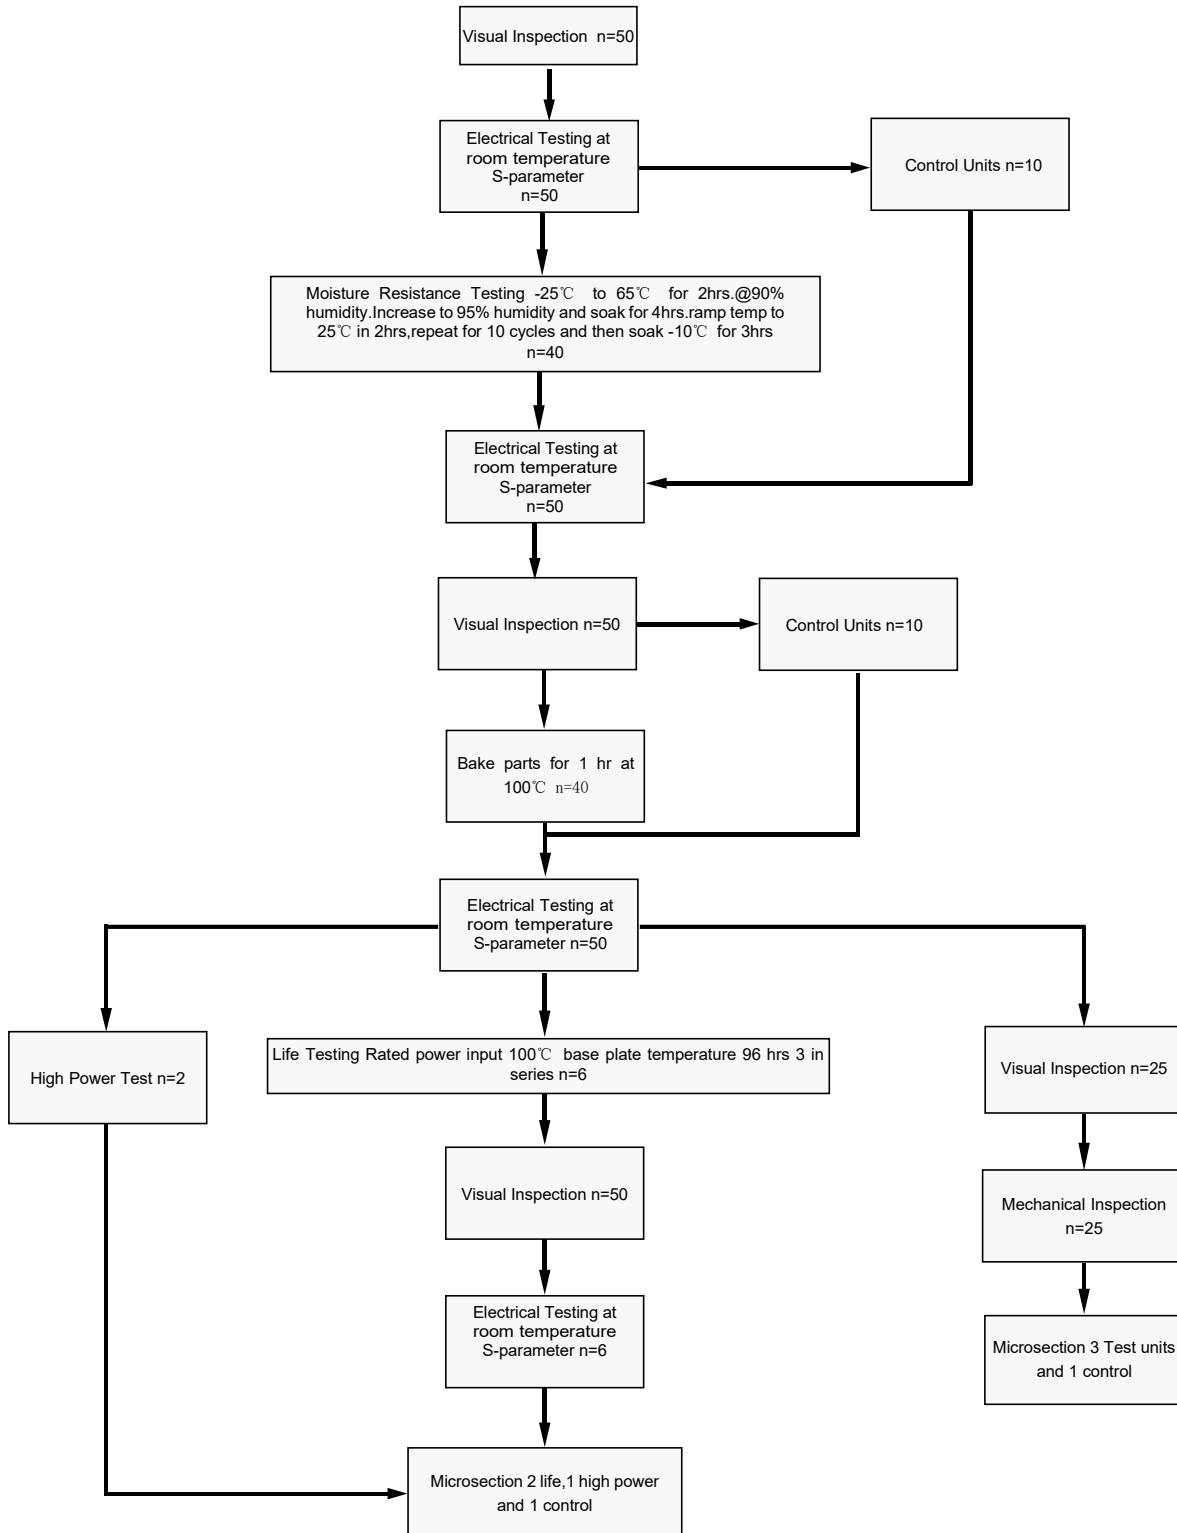 Visual Inspection n=50
Electrical Testing at
room temperature
S-parameter
n=50
Control Units n=10
Moisture Resistance Testing -25℃ to 65℃ for 2hrs.@90%
humidity.Increase to 95% humidity and soak for 4hrs.ramp temp to
25℃ in 2hrs,repeat for 10 cycles and then soak -10℃ for 3hrs
n=40
Electrical Testing at
room temperature
S-parameter
n=50
Visual Inspection n=50
Control Units n=10
Bake parts for 1 hr at
100℃ n=40
Electrical Testing at
room temperature
S-parameter n=50
High Power Test n=2
Life Testing Rated power input 100℃ base plate temperature 96 hrs 3 in
series n=6
Visual Inspection n=25
Visual Inspection n=50
Mechanical Inspection
n=25
Electrical Testing at
room temperature
S-parameter n=6
Microsection 3 Test units
and 1 control
Microsection 2 life,1 high power
and 1 control